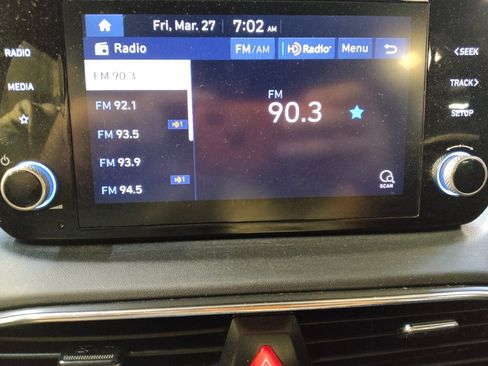 Fri, Mar. 27 7:02 AM
RADIO
Radio FM/AM HD Radio Menu
<SEEK
FM 90.3
MEDIA
FM 92.1
FM
90.3
TRACK>
FM 93.5
SETUP
FM 93.9
FM 94.5
SCAN